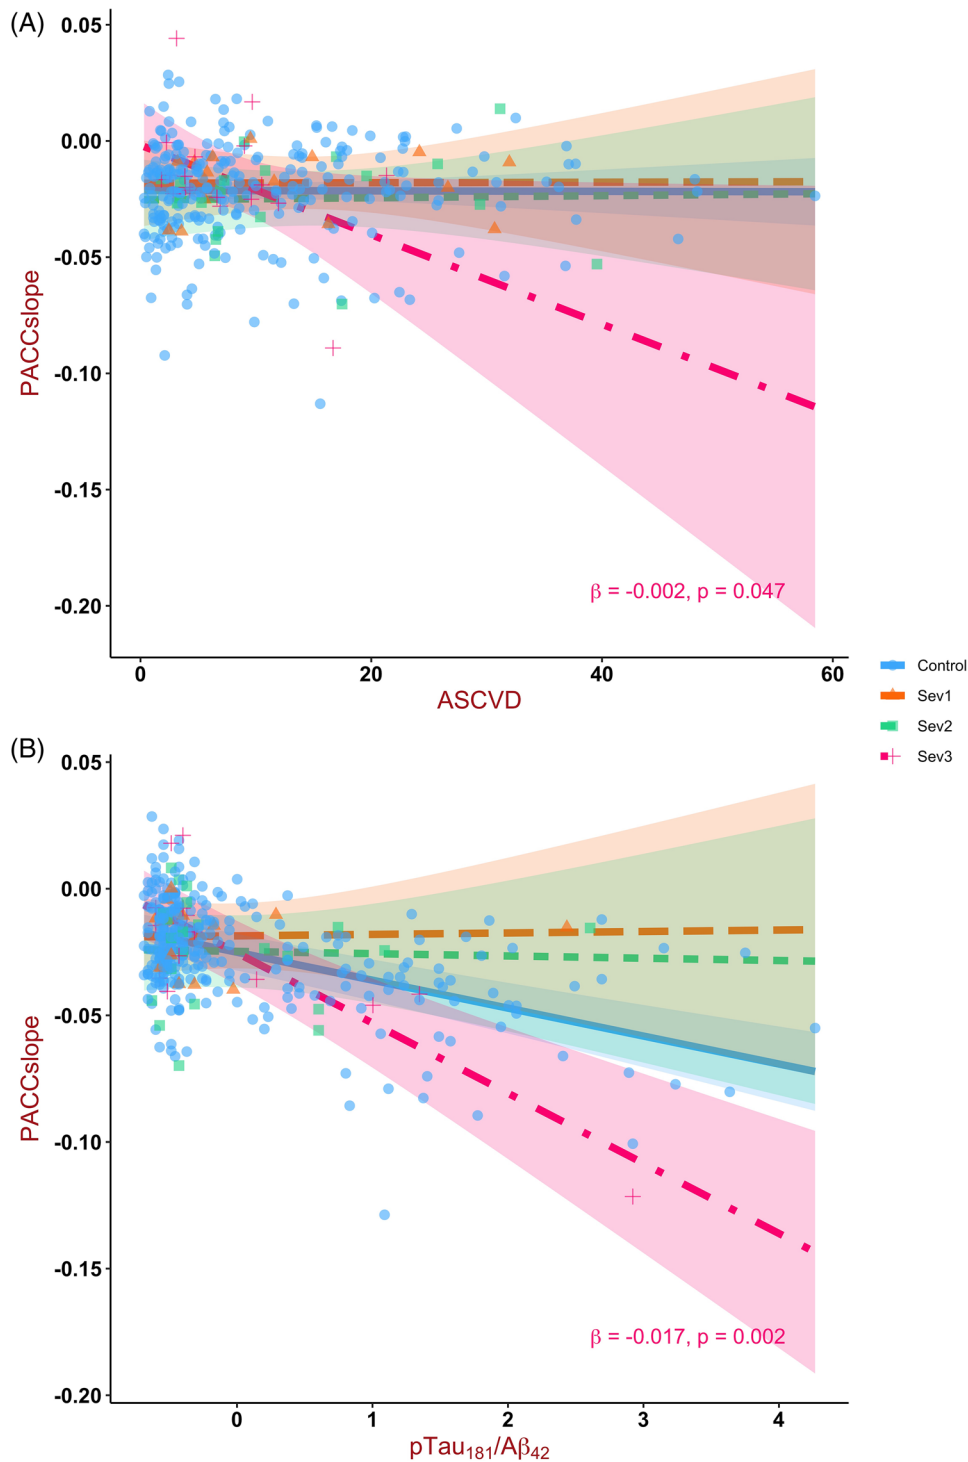 (A)
0.05
0.00
-0.05
-0.10
-0.15
-0.20
PACCslope
β = -0.002, p = 0.047
0 20 40 60
ASCVD
Control
Sev1
Sev2
Sev3
(B)
0.05
0.00
-0.05
-0.10
-0.15
-0.20
PACCslope
β = -0.017, p = 0.002
0 1 2 3 4
pTau₁₈₁/Aβ₄₂